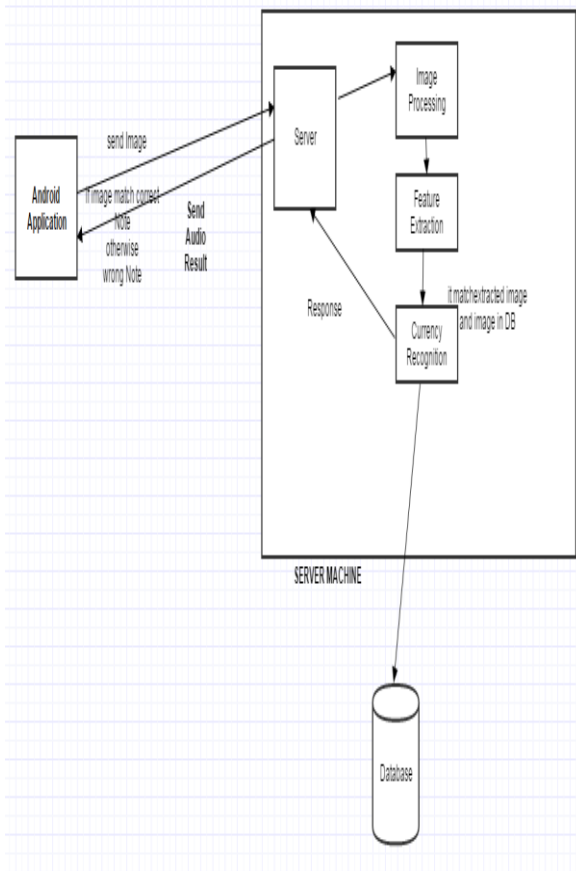 Image
Processing
Server
send Image
Android
Application
If image match correct
Note
otherwise
wrong Note
Send
Audio
Result
Feature
Extraction
it matchextracted image
and image in DB
Response
Currency
Recognition
SERVER MACHINE
Database